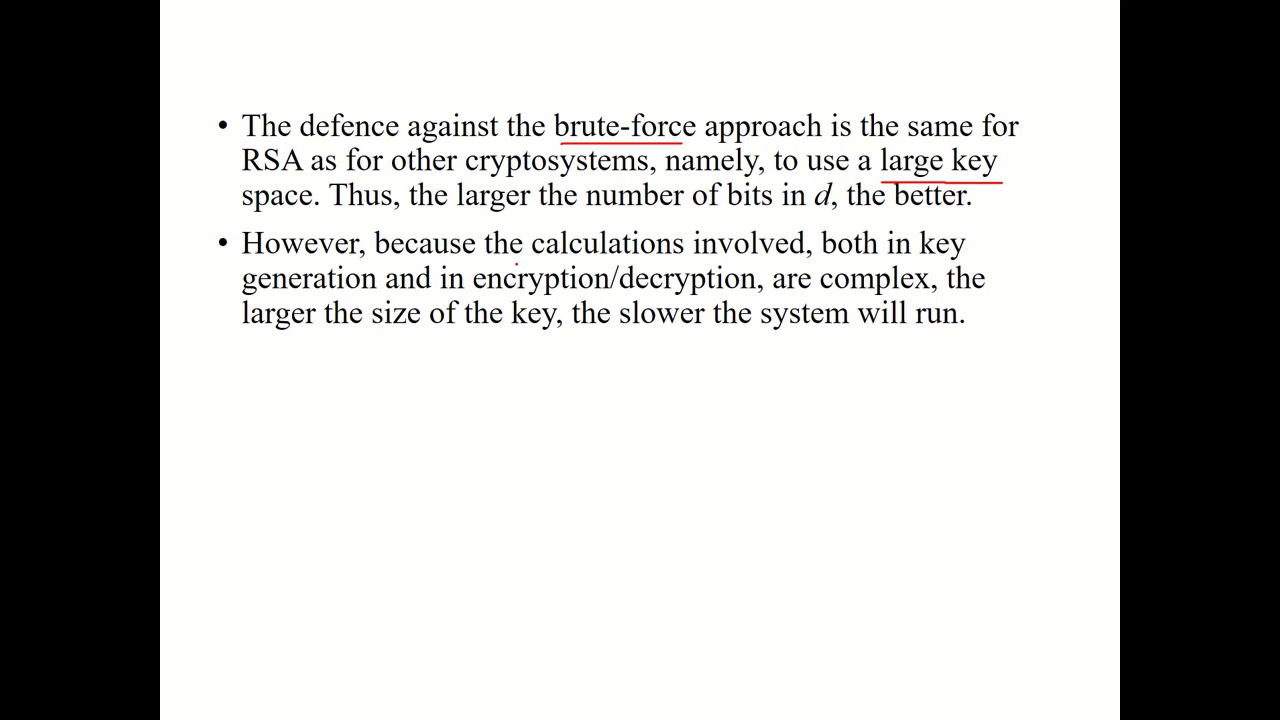 • The defence against the brute-force approach is the same for
RSA as for other cryptosystems, namely, to use a large key
space. Thus, the larger the number of bits in d, the better.
• However, because the calculations involved, both in key
generation and in encryption/decryption, are complex, the
larger the size of the key, the slower the system will run.